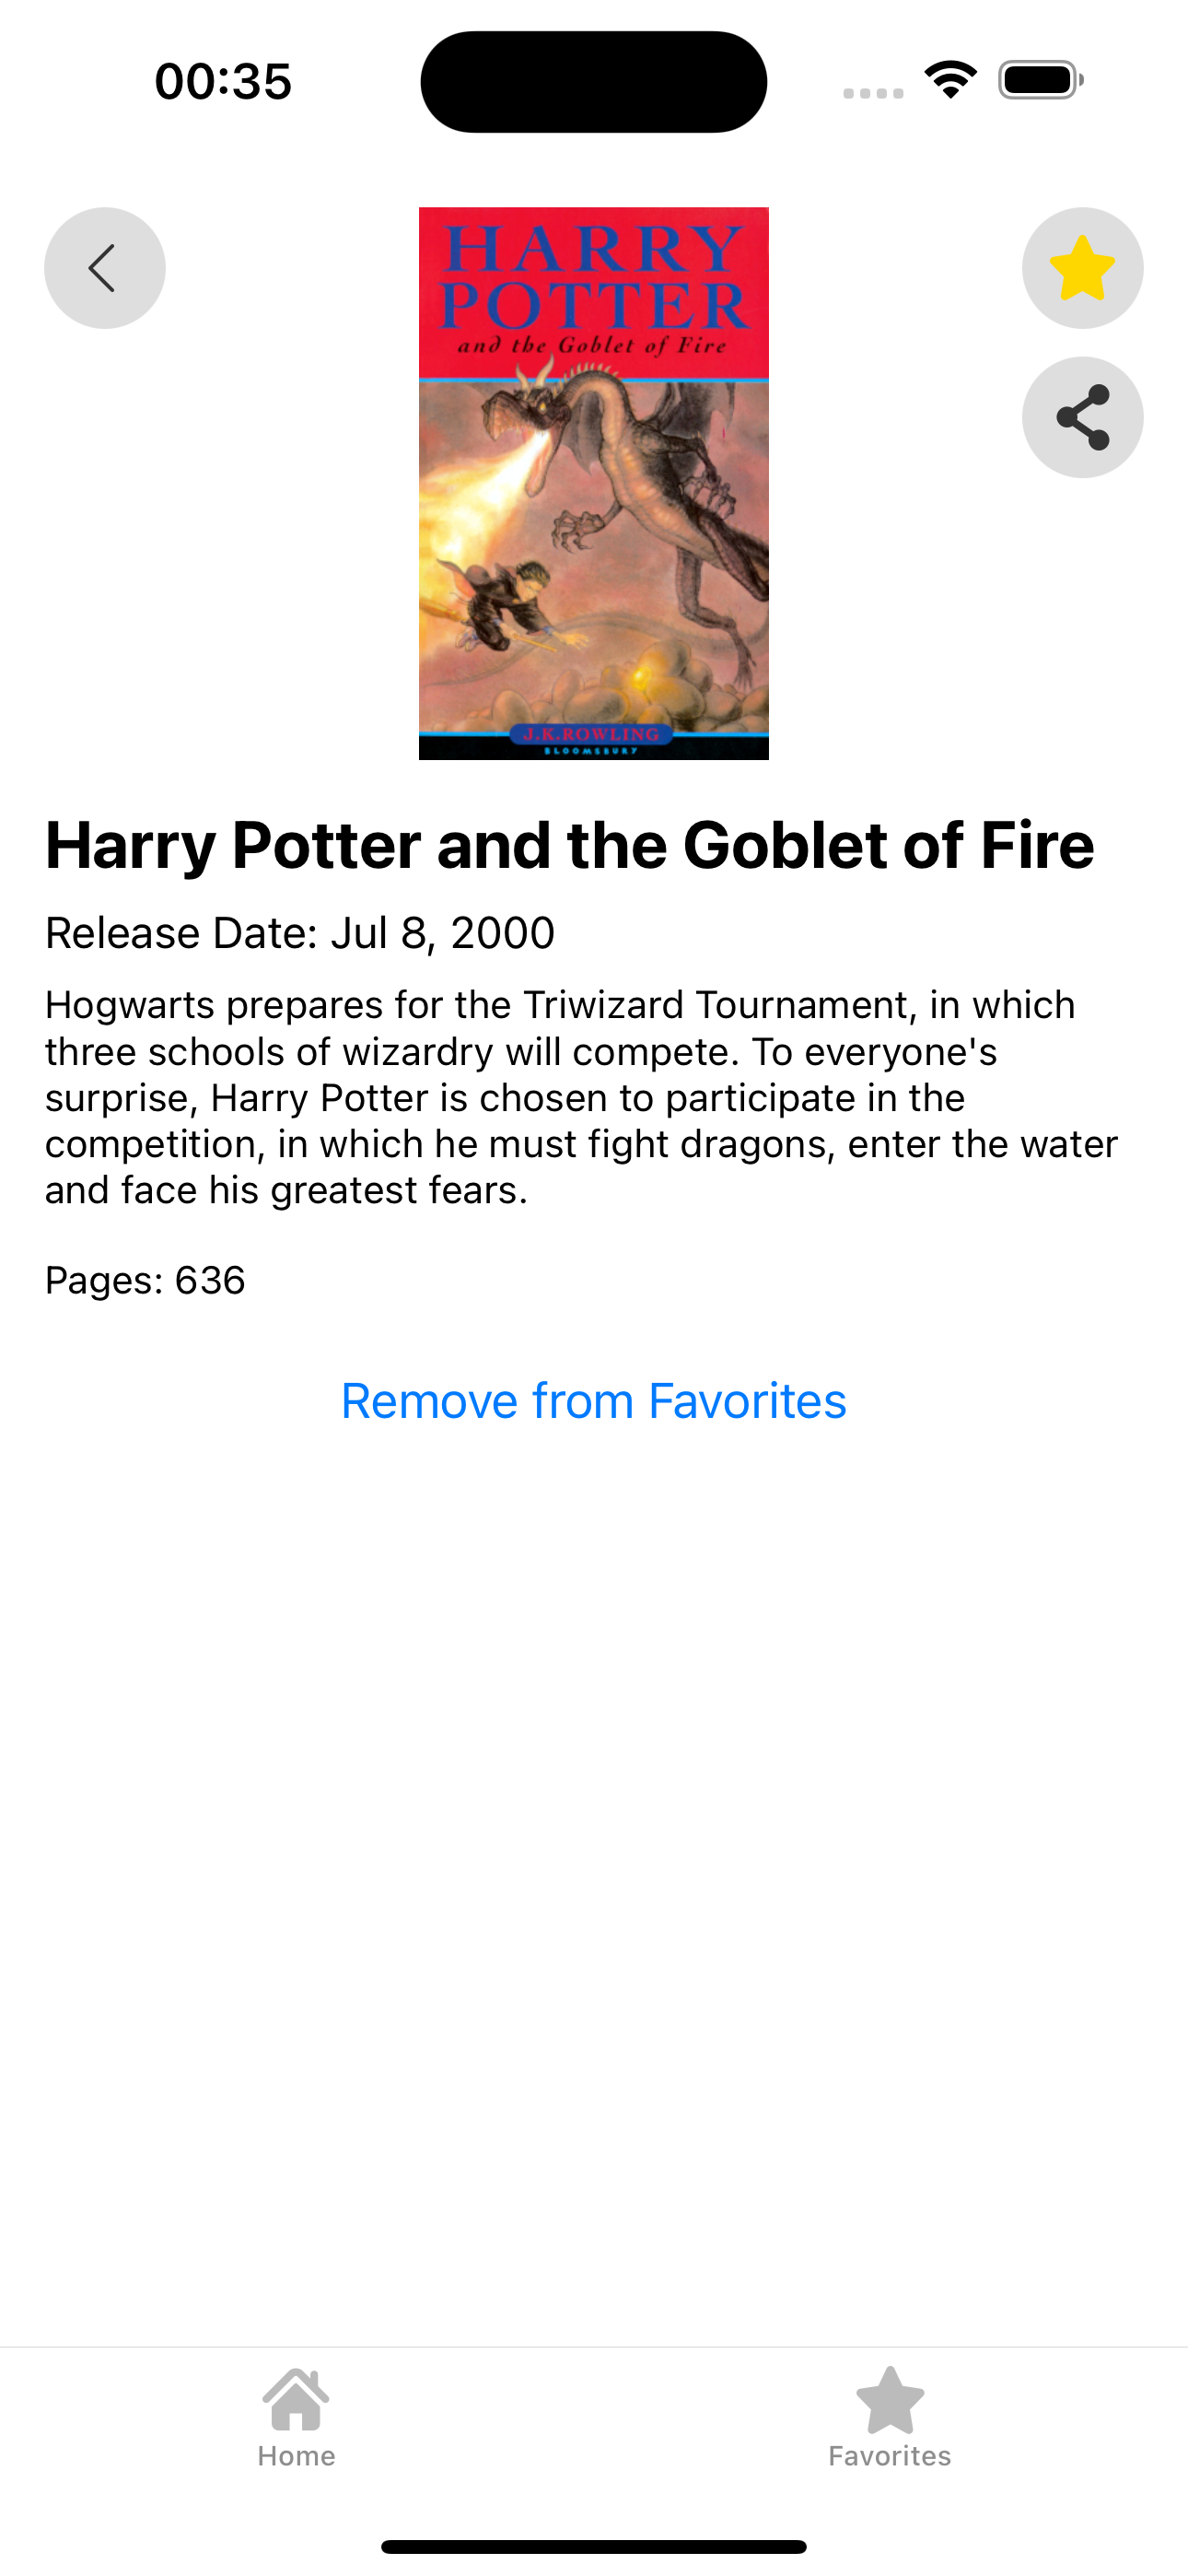 00:35
HARRY
POTTER
and the Goblet of Fire
J.K.ROWLING
BLOOMSBURY
Harry Potter and the Goblet of Fire
Release Date: Jul 8, 2000
Hogwarts prepares for the Triwizard Tournament, in which
three schools of wizardry will compete. To everyone's
surprise, Harry Potter is chosen to participate in the
competition, in which he must fight dragons, enter the water
and face his greatest fears.
Pages: 636
Remove from Favorites
Home
Favorites